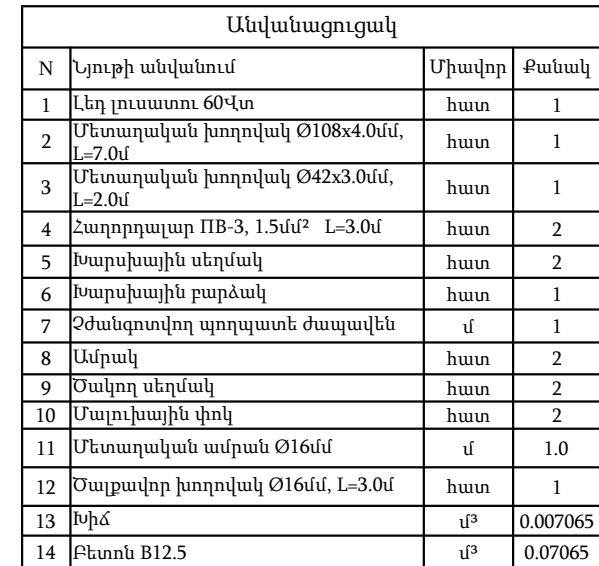 Անվանացուցակ
N Նյութի անվանում Միավոր Քանակ
1 Լեդ լուսատու 60Վտ հատ 1
2 Մետաղական խողովակ Ø108x4.0մմ,
L=7.0մ հատ 1
3 Մետաղական խողովակ Ø42x3.0մմ,
L=2.0մ հատ 1
4 Հաղորդալար ПВ-3, 1.5մմ² L=3.0մ հատ 2
5 Խարսխային սեղմակ հատ 2
6 Խարսխային բարձակ հատ 1
7 Չժանգոտվող պողպատե ժապավեն մ 1
8 Ամրակ հատ 2
9 Ծակող սեղմակ հատ 2
10 Մալուխային փոկ հատ 2
11 Մետաղական ամրան Ø16մմ մ 1.0
12 Ծալքավոր խողովակ Ø16մմ, L=3.0մ հատ 1
13 Խիճ մ³ 0.007065
14 Բետոն B12.5 մ³ 0.07065